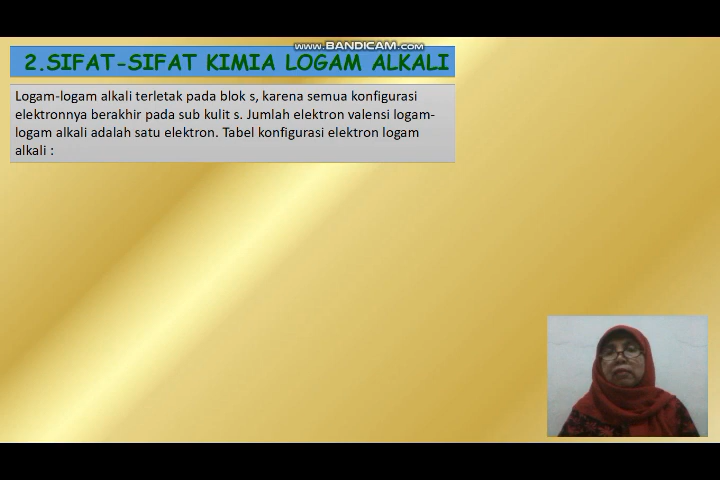 www.BANDICAM.com
2.SIFAT-SIFAT KIMIA LOGAM ALKALI
Logam-logam alkali terletak pada blok s, karena semua konfigurasi
elektronnya berakhir pada sub kulit s. Jumlah elektron valensi logam-
logam alkali adalah satu elektron. Tabel konfigurasi elektron logam
alkali :